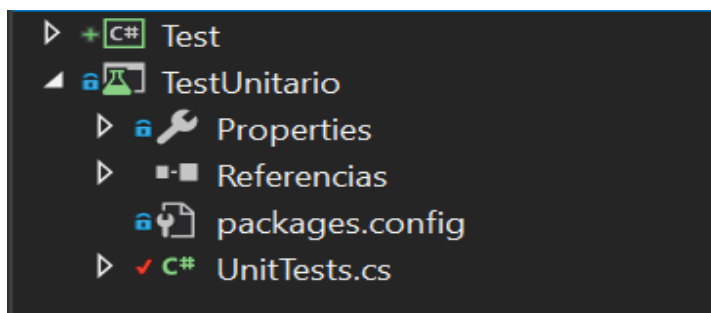 C# Test
TestUnitario
Properties
Referencias
packages.config
C# UnitTests.cs